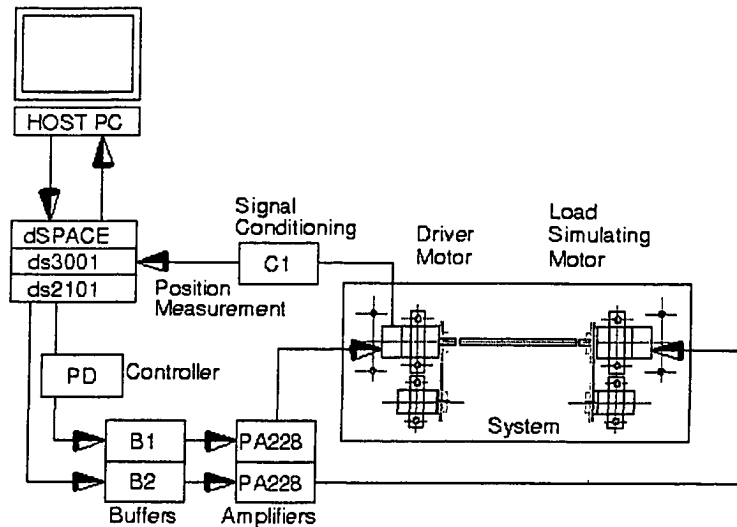 HOST PC
dSPACE
ds3001
ds2101
Signal
Conditioning
C1
Position
Measurement
Driver
Motor
Load
Simulating
Motor
PD
Controller
B1
B2
Buffers
PA228
PA228
Amplifiers
System